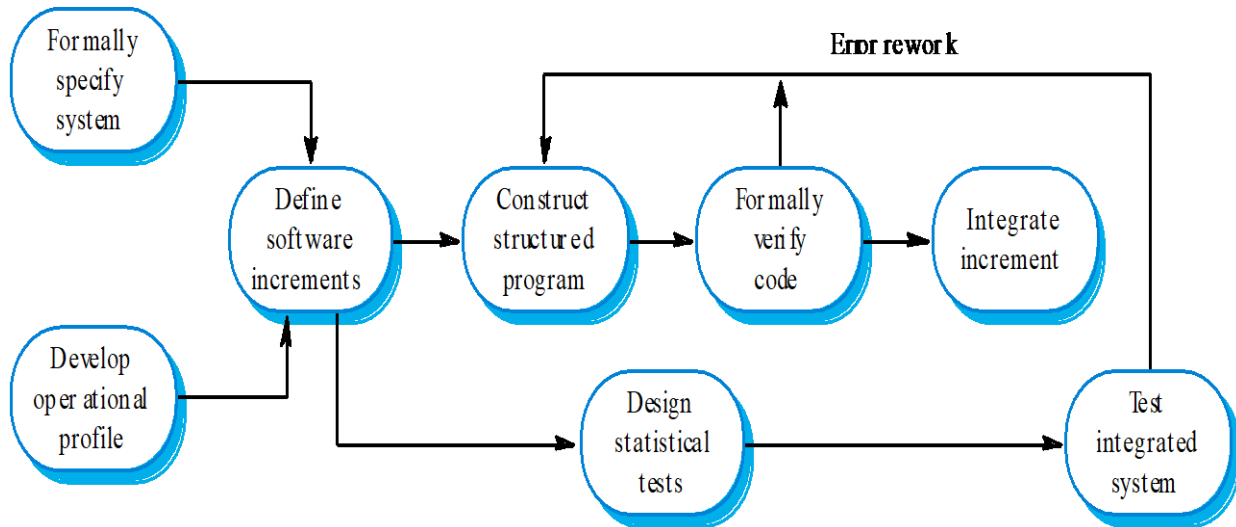 Formally
specify
system
Error rework
Define
software
increments
Construct
structured
program
Formally
verify
code
Integrate
increment
Develop
operational
profile
Design
statistical
tests
Test
integrated
system